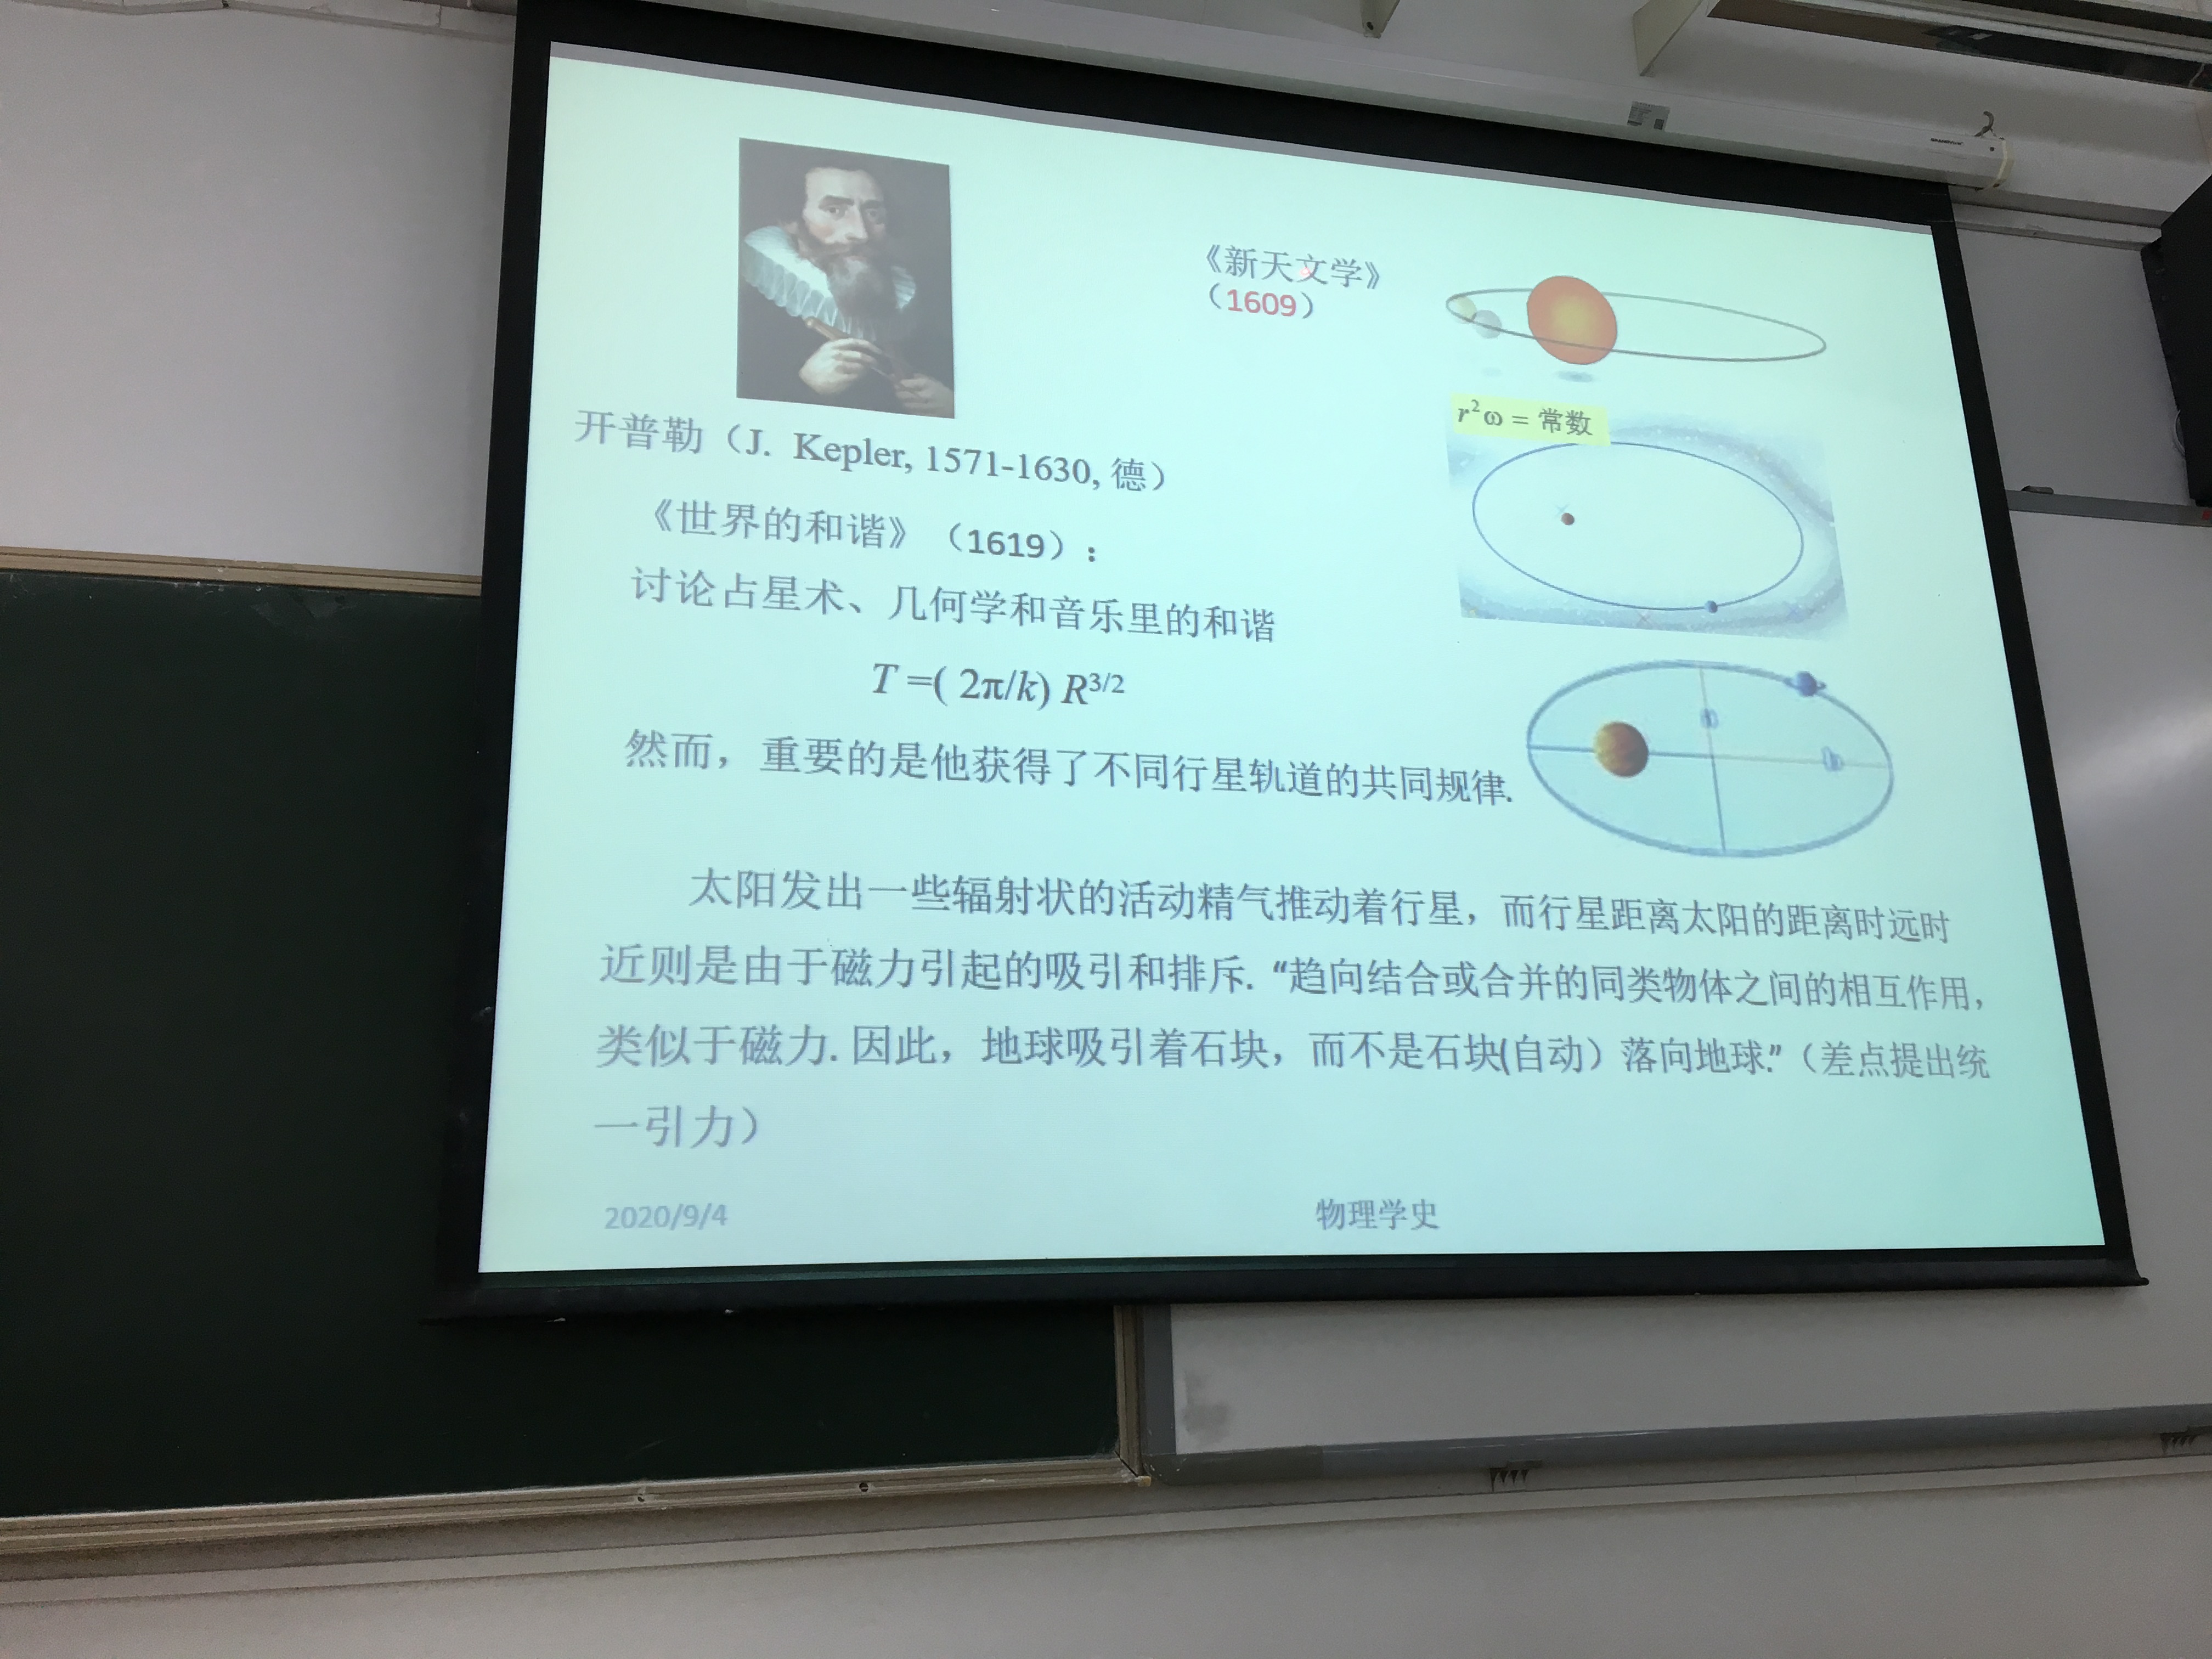 《新天文学》
（1609）
r²ω = 常数
开普勒（J. Kepler, 1571-1630, 德）
《世界的和谐》（1619）:
讨论占星术、几何学和音乐里的和谐
T =( 2π/k) R^3/2
然而，重要的是他获得了不同行星轨道的共同规律.
太阳发出一些辐射状的活动精气推动着行星，而行星距离太阳的距离时远时
近则是由于磁力引起的吸引和排斥. “趋向结合或合并的同类物体之间的相互作用，
类似于磁力. 因此，地球吸引着石块，而不是石块(自动）落向地球.”（差点提出统
一引力）
2020/9/4
物理学史